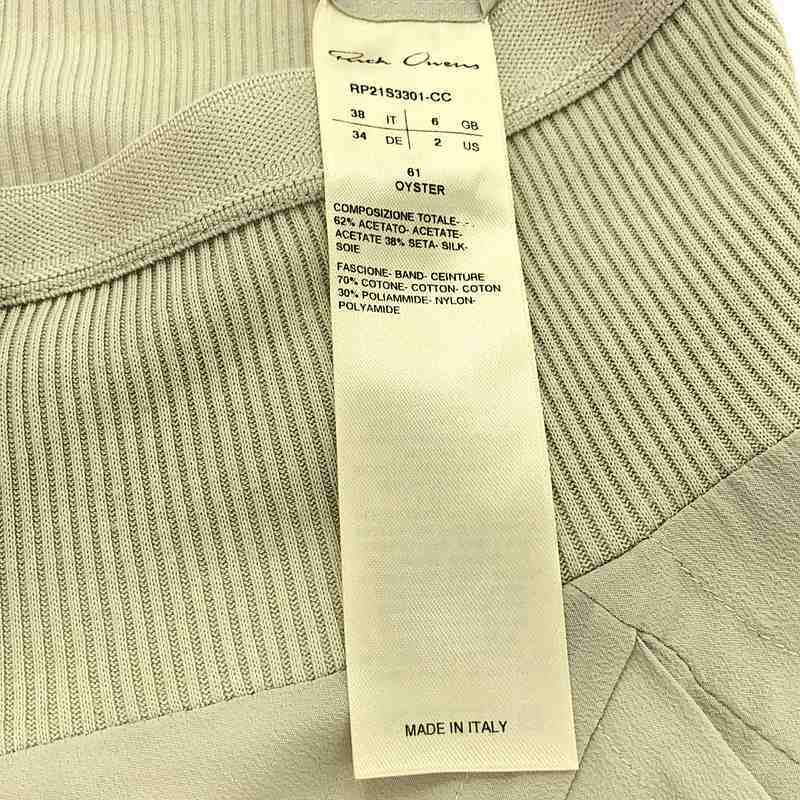 Rick Owens
RP21S3301-CC
38 IT 6 GB
34 DE 2 US
61
OYSTER
COMPOSIZIONE TOTALE- .- .
62% ACETATO- ACETATE-
ACETATE 38% SETA- SILK-
SOIE
FASCIONE- BAND- CEINTURE
70% COTONE- COTTON- COTON
30% POLIAMMIDE- NYLON-
POLYAMIDE
MADE IN ITALY